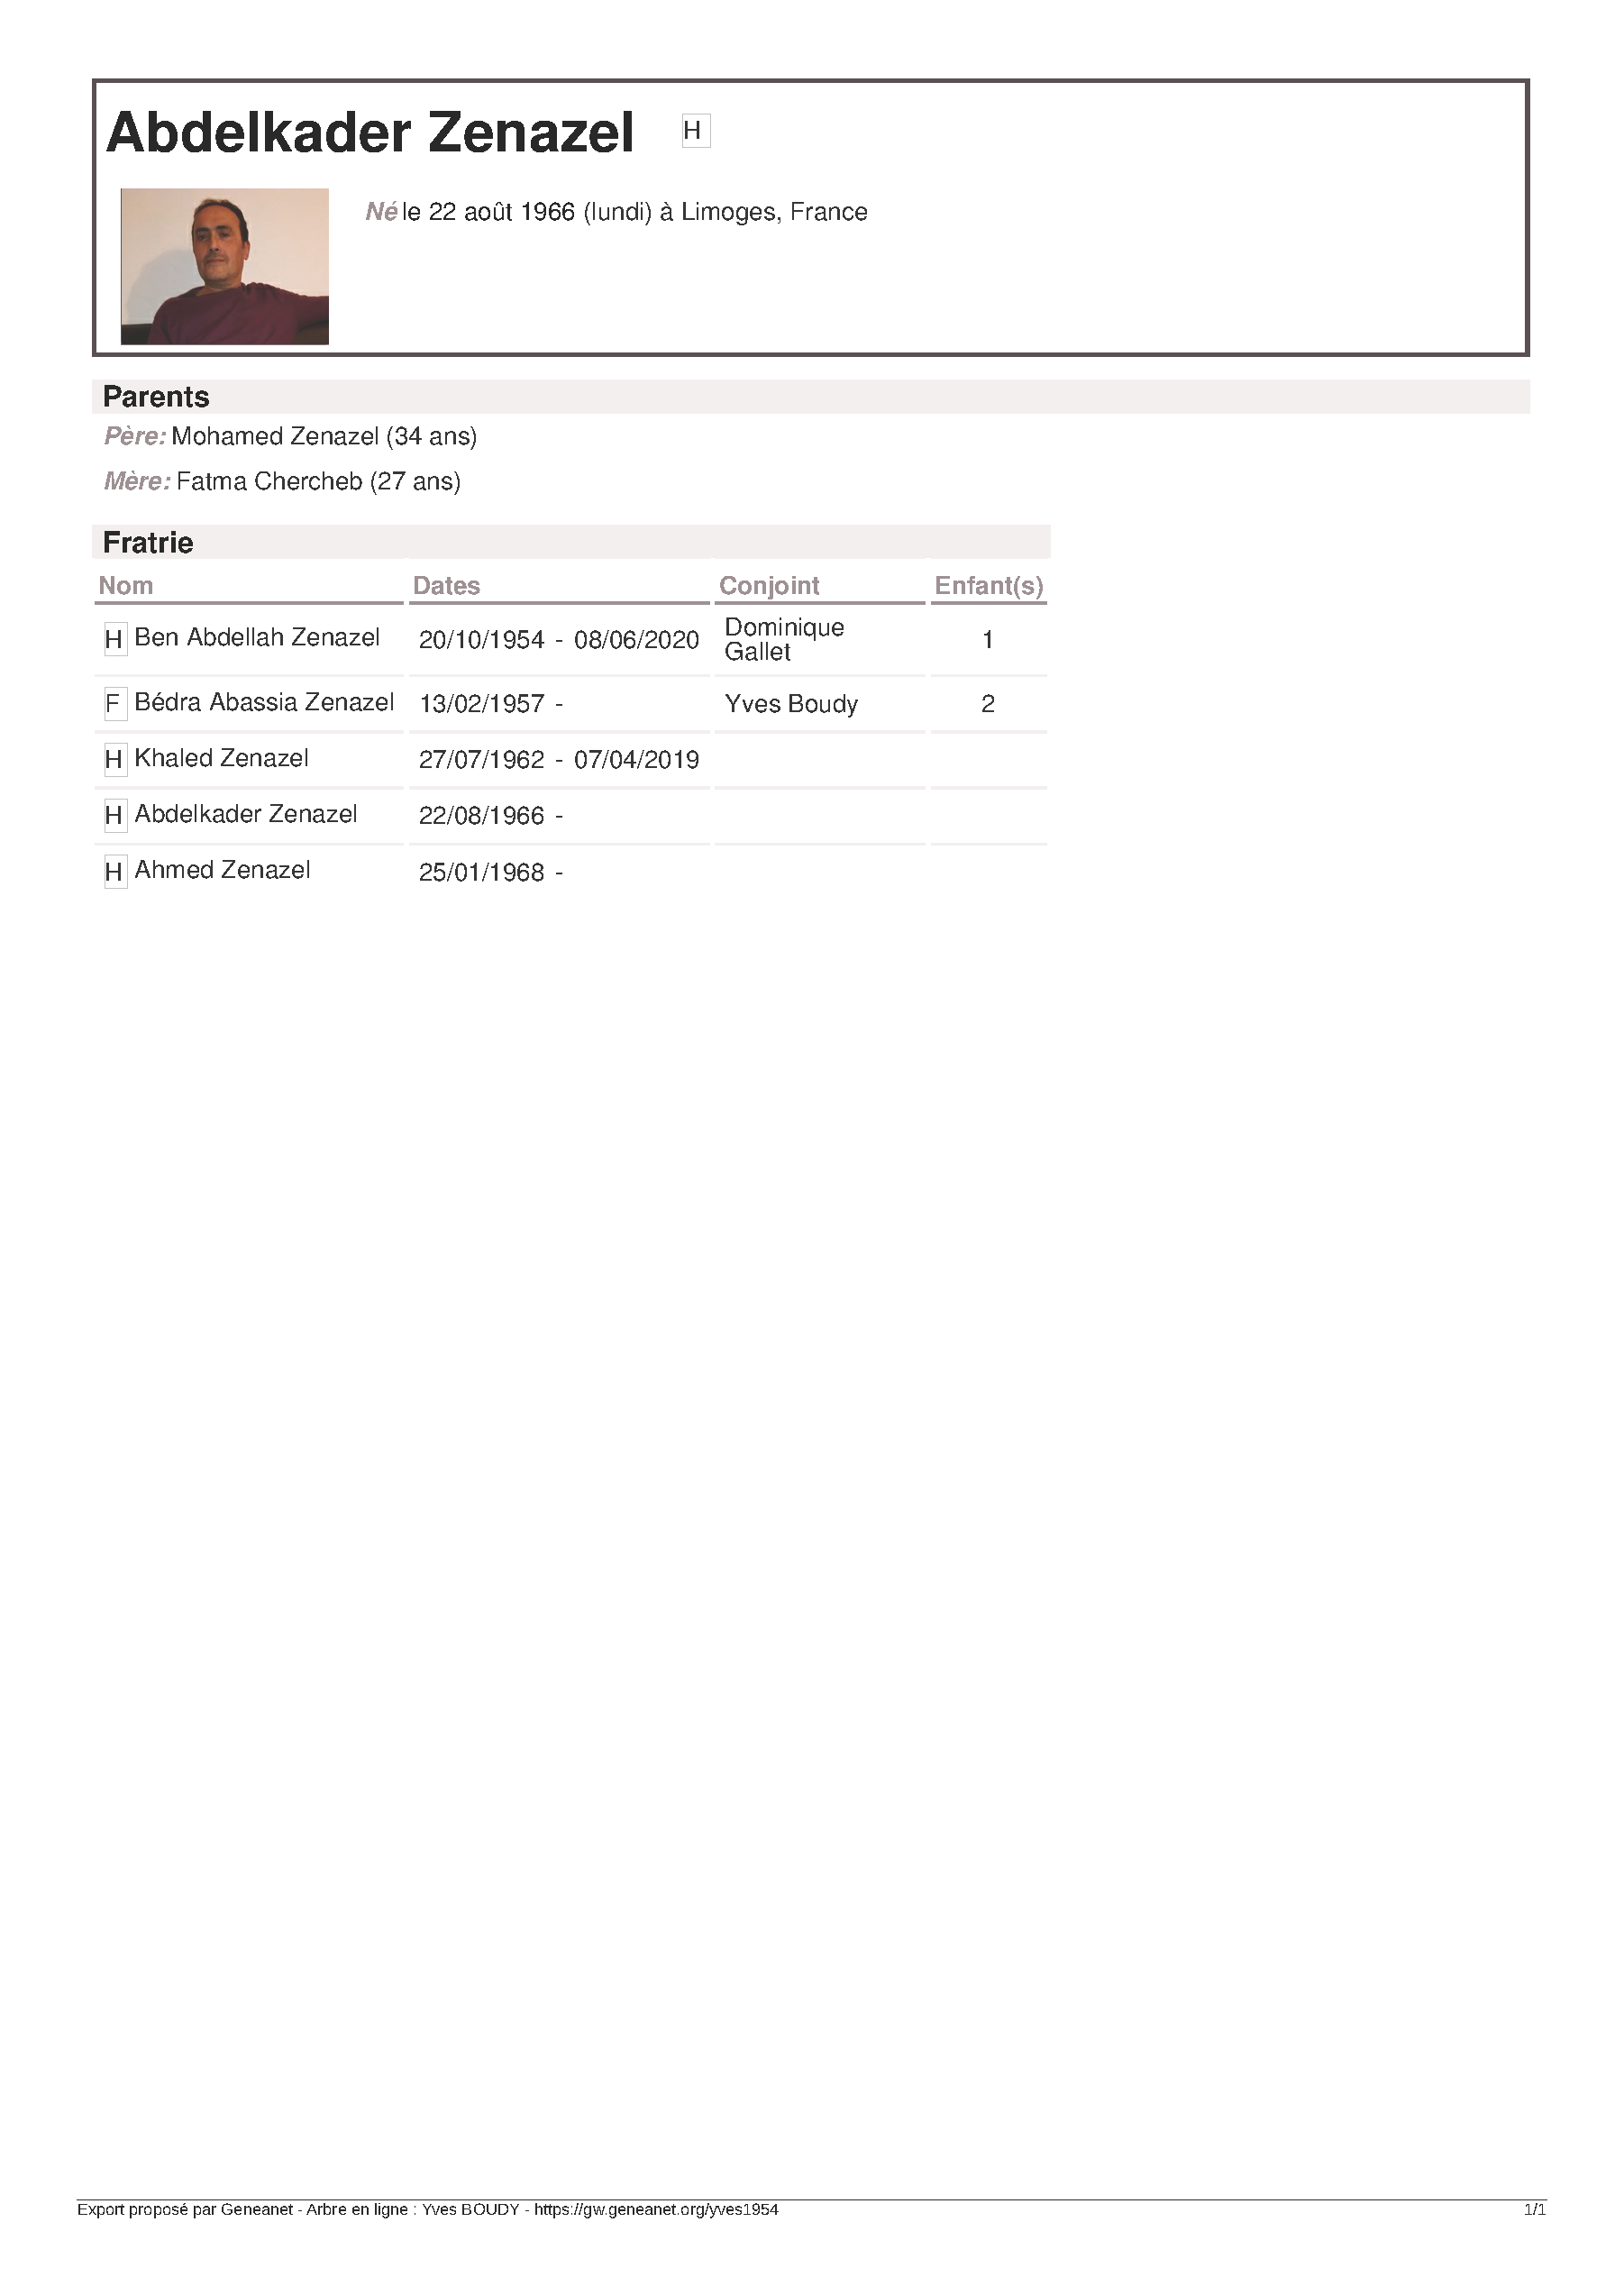 Abdelkader Zenazel H
Né le 22 août 1966 (lundi) à Limoges, France
Parents
Père: Mohamed Zenazel (34 ans)
Mère: Fatma Chercheb (27 ans)
Fratrie
Nom Dates Conjoint Enfant(s)
H Ben Abdellah Zenazel 20/10/1954 - 08/06/2020 Dominique Gallet 1
F Bédra Abassia Zenazel 13/02/1957 - Yves Boudy 2
H Khaled Zenazel 27/07/1962 - 07/04/2019
H Abdelkader Zenazel 22/08/1966 -
H Ahmed Zenazel 25/01/1968 -
Export proposé par Geneanet - Arbre en ligne : Yves BOUDY - https://gw.geneanet.org/yves1954 1/1